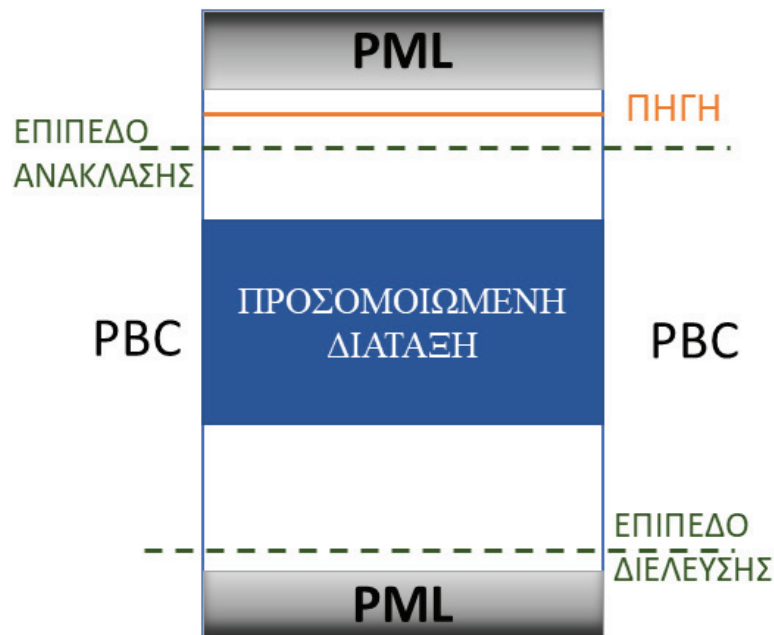 PML
ΠΗΓΗ
ΕΠΙΠΕΔΟ
ΑΝΑΚΛΑΣΗΣ
ΠΡΟΣΟΜΟΙΩΜΕΝΗ
ΔΙΑΤΑΞΗ
PBC
PBC
ΕΠΙΠΕΔΟ
ΔΙΕΛΕΥΣΗΣ
PML